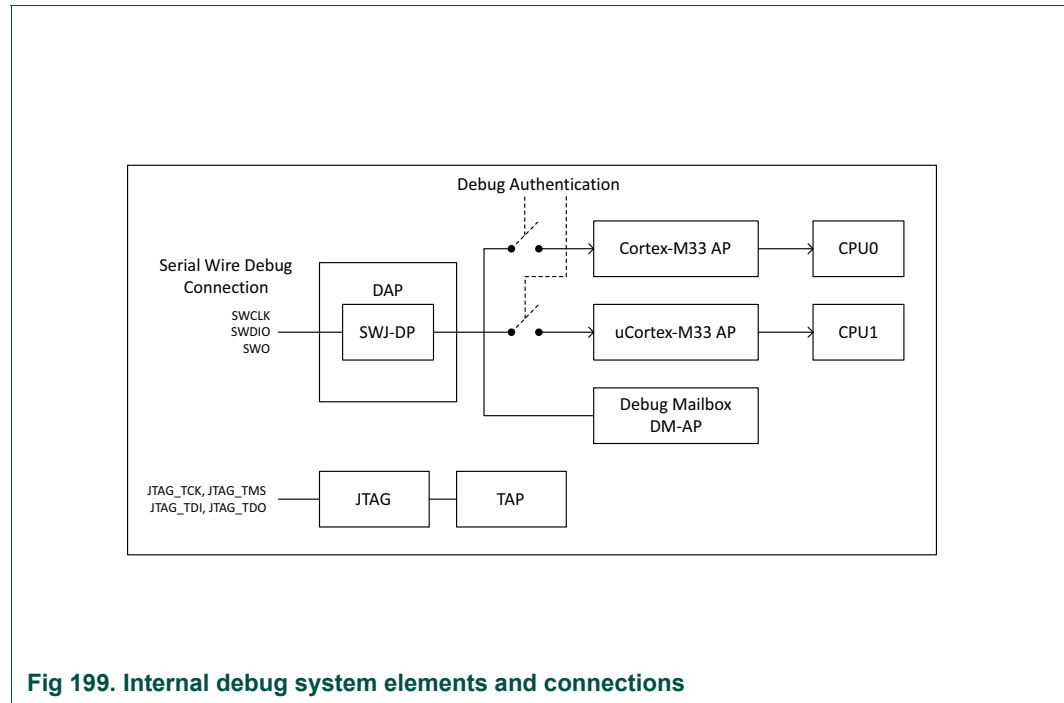 Debug Authentication
Cortex-M33 AP
CPU0
Serial Wire Debug
Connection
DAP
SWCLK
SWDIO
SWO
SWJ-DP
uCortex-M33 AP
CPU1
Debug Mailbox
DM-AP
JTAG_TCK, JTAG_TMS
JTAG_TDI, JTAG_TDO
JTAG
TAP
Fig 199. Internal debug system elements and connections